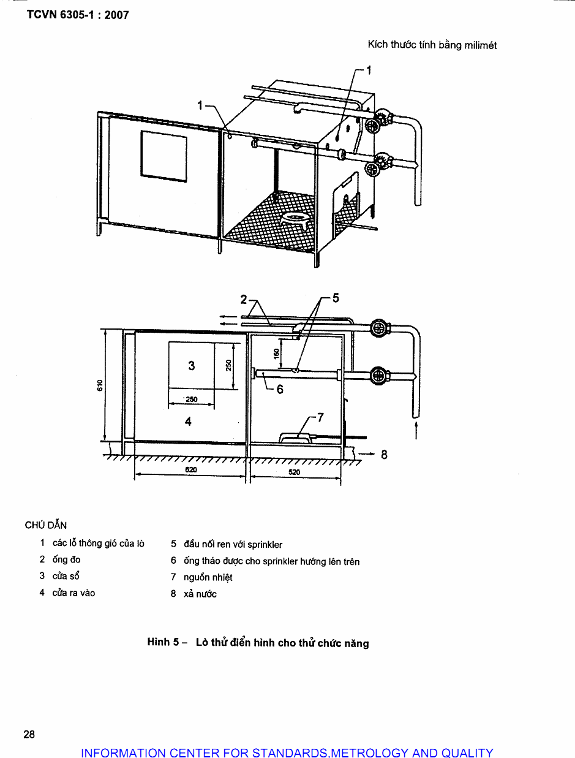 TCVN 6305-1 : 2007
Kích thước tính bằng milimét
1
1
2
5
3
250
250
150
610
6
4
7
8
620
520
CHÚ DẪN
1 các lỗ thông gió của lò
2 ống đo
3 cửa sổ
4 cửa ra vào
5 đầu nối ren với sprinkler
6 ống tháo được cho sprinkler hướng lên trên
7 nguồn nhiệt
8 xả nước
Hình 5 – Lò thử điển hình cho thử chức năng
28
INFORMATION CENTER FOR STANDARDS.METROLOGY AND QUALITY